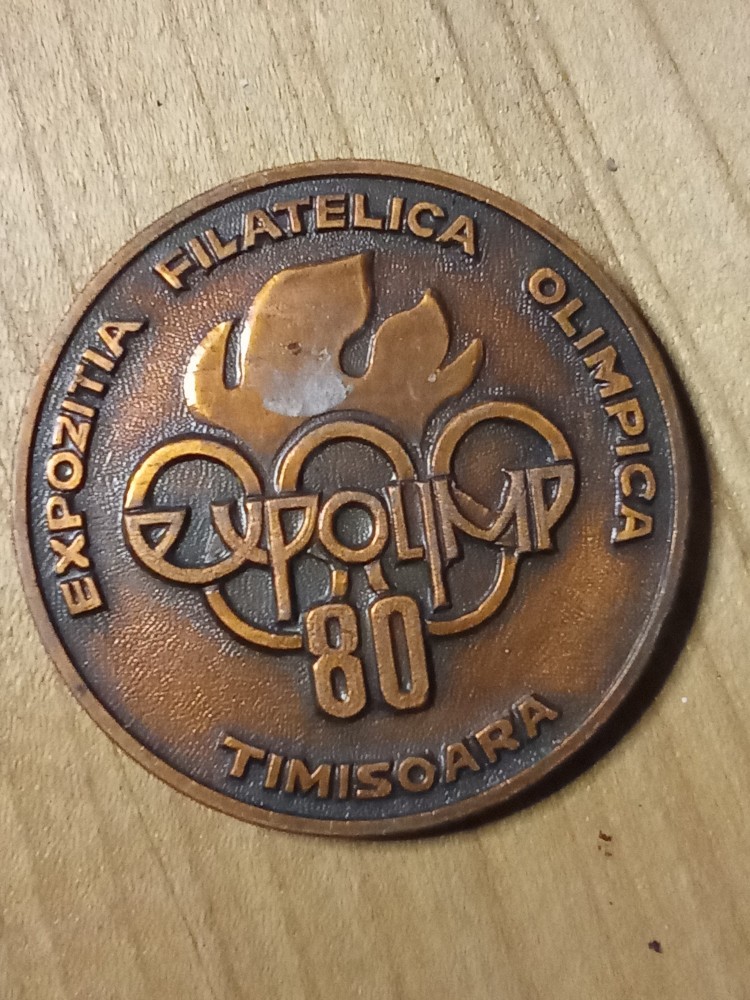 EXPOZITIA FILATELICA OLIMPICA
EXPOLIMP
80
TIMISOARA